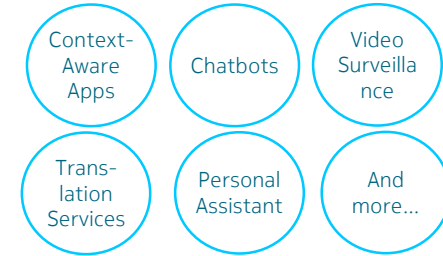 Context-
Aware
Apps
Chatbots
Video
Surveilla
nce
Trans-
lation
Services
Personal
Assistant
And
more...